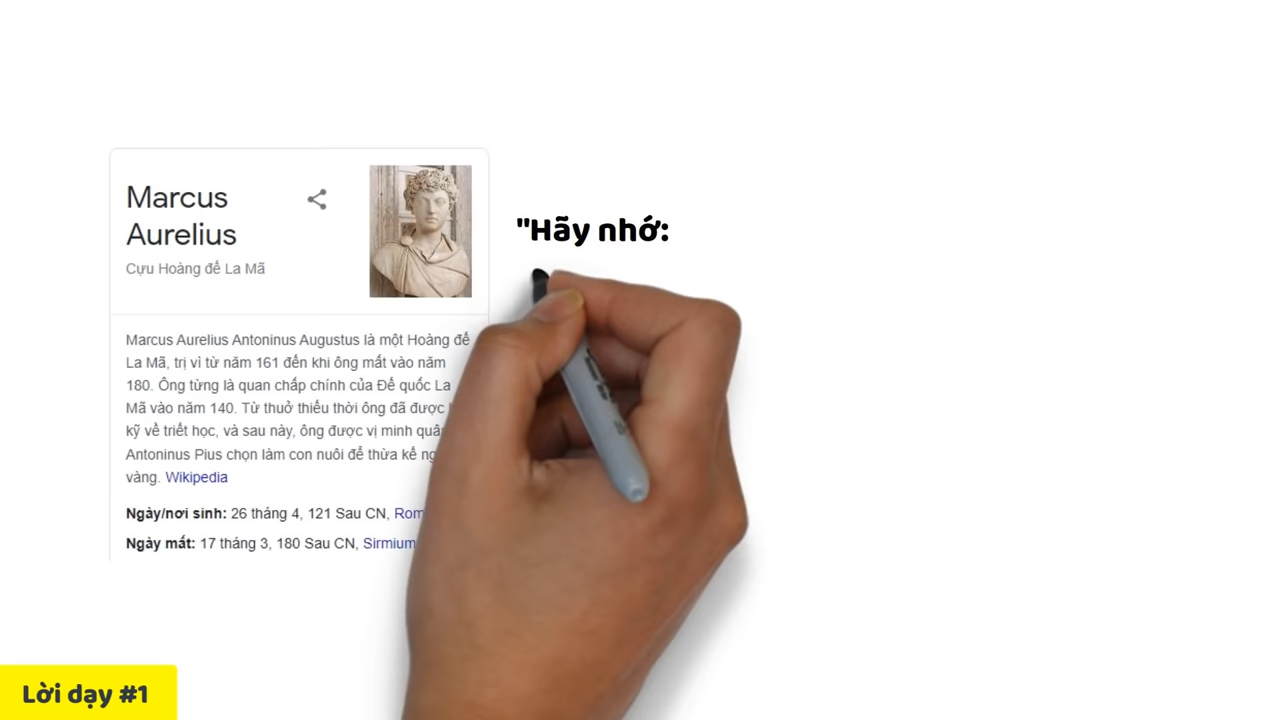 Marcus
Aurelius
Cựu Hoàng đế La Mã
"Hãy nhớ:
Marcus Aurelius Antoninus Augustus là một Hoàng đế
La Mã, trị vì từ năm 161 đến khi ông mất vào năm
180. Ông từng là quan chấp chính của Đế quốc La
Mã vào năm 140. Từ thuở thiếu thời ông đã được
kỹ về triết học, và sau này, ông được vị minh
Antoninus Pius chọn làm con nuôi để thừa kế
vàng. Wikipedia
Ngày/nơi sinh: 26 tháng 4, 121 Sau CN,
Ngày mất: 17 tháng 3, 180 Sau CN, Sirmium
Lời dạy #1